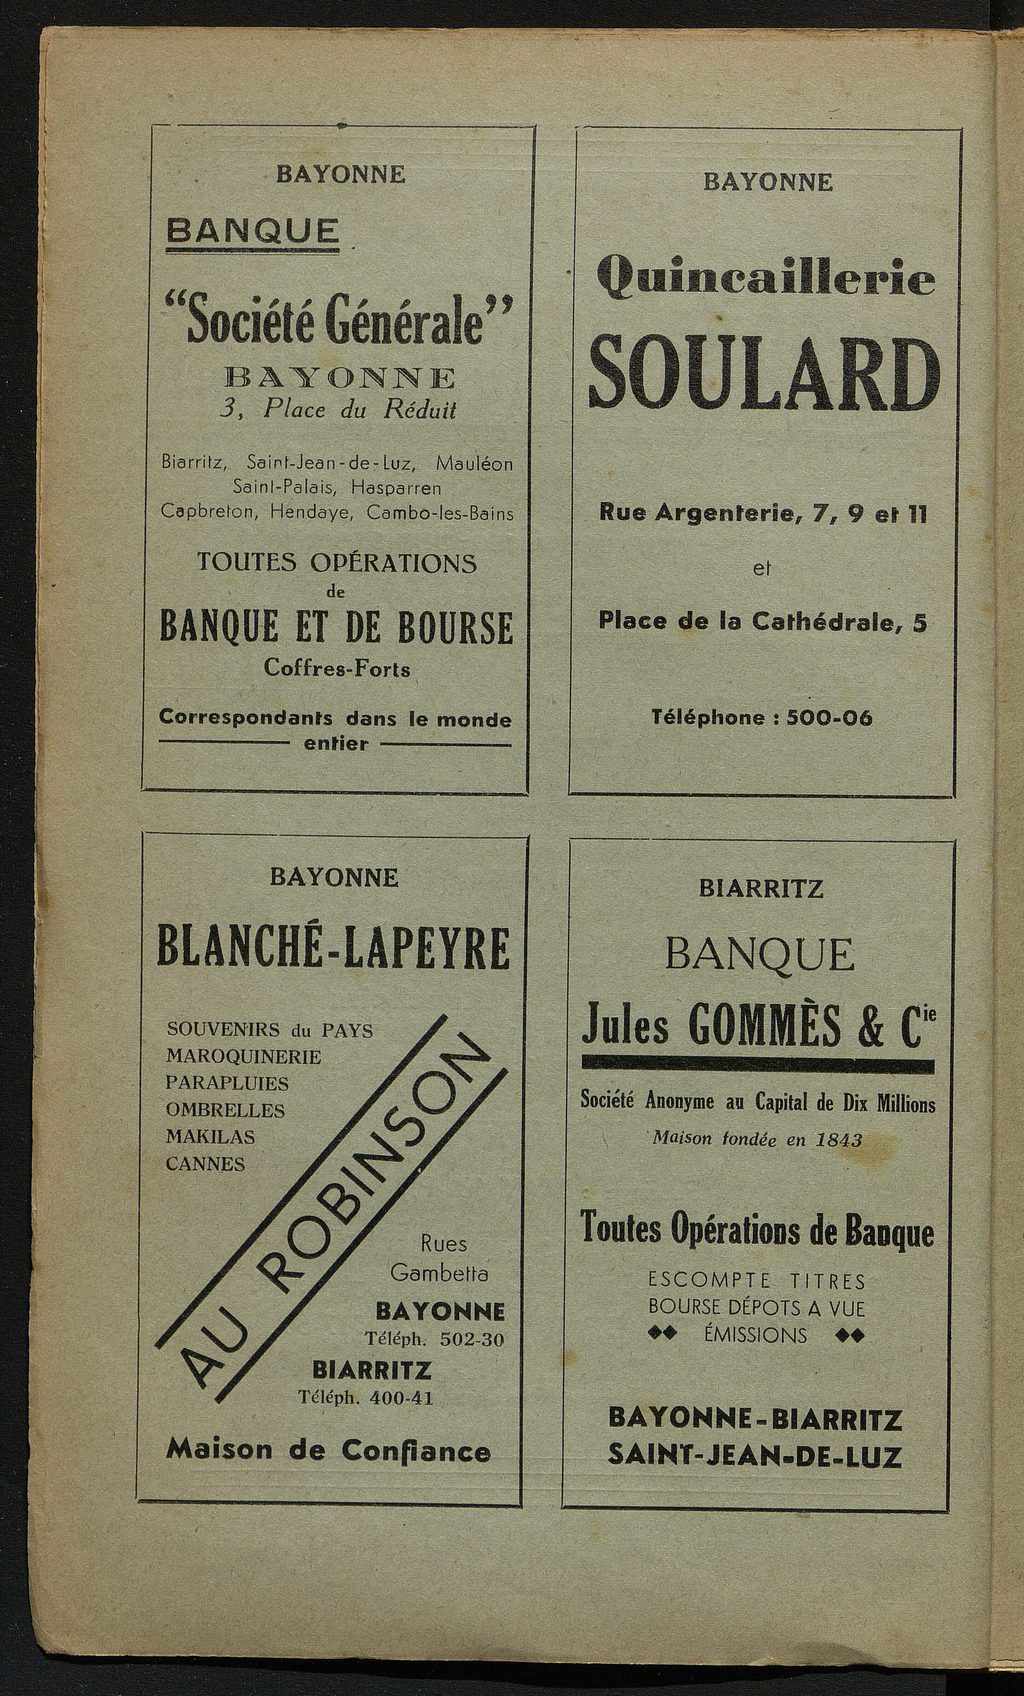 BAYONNE
BANQUE
“Société Générale”
BAYONNE
3, Place du Réduit
Biarritz, Saint-Jean-de-Luz, Mauléon
Saint-Palais, Hasparren
Capbreton, Hendaye, Cambo-les-Bains
TOUTES OPÉRATIONS
de
BANQUE ET DE BOURSE
Coffres-Forts
Correspondants dans le monde
entier
BAYONNE
Quincaillerie
SOULARD
Rue Argenterie, 7, 9 et 11
et
Place de la Cathédrale, 5
Téléphone : 500-06
BAYONNE
BLANCHÉ-LAPEYRE
SOUVENIRS du PAYS
MAROQUINERIE
PARAPLUIES
OMBRELLES
MAKILAS
CANNES
AU ROBINSON
Rues
Gambetta
BAYONNE
Téléph. 502-30
BIARRITZ
Téléph. 400-41
Maison de Confiance
BIARRITZ
BANQUE
Jules GOMMÈS & Cie
Société Anonyme au Capital de Dix Millions
Maison fondée en 1843
Toutes Opérations de Banque
ESCOMPTE TITRES
BOURSE DÉPOTS A VUE
ÉMISSIONS
BAYONNE-BIARRITZ
SAINT-JEAN-DE-LUZ